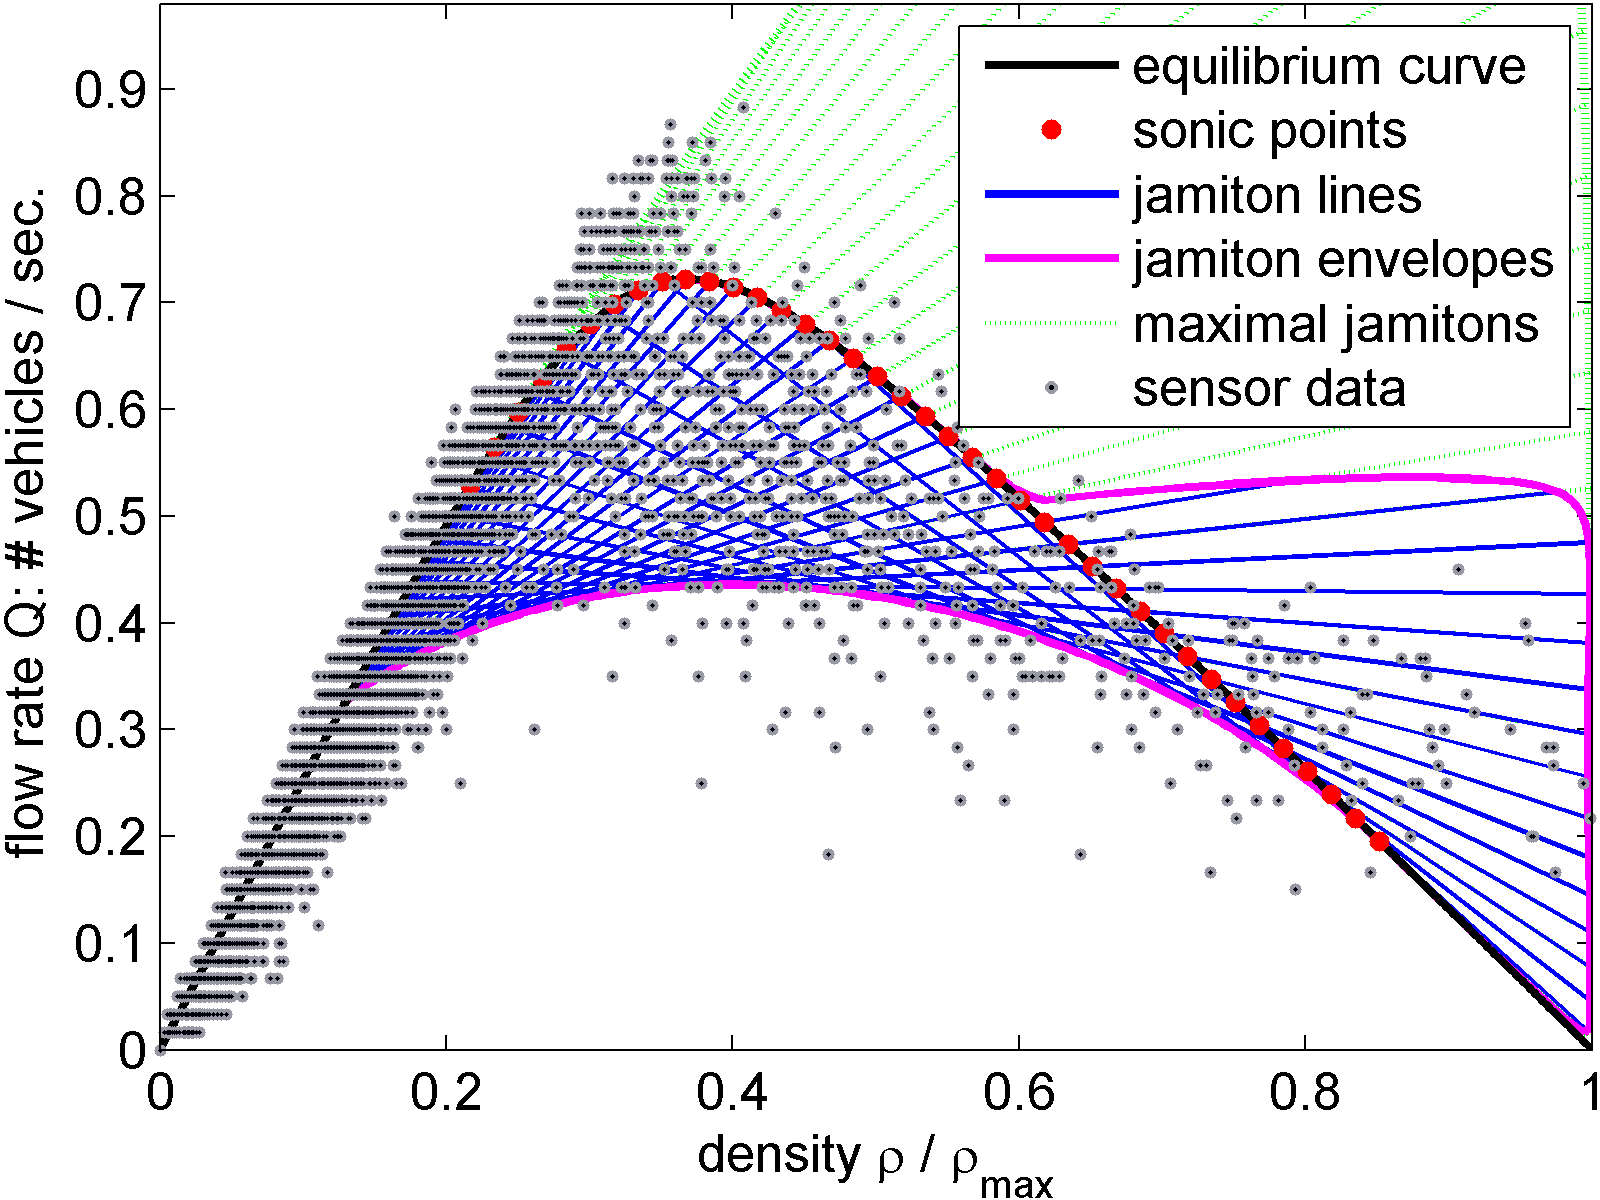 equilibrium curve
sonic points
jamiton lines
jamiton envelopes
maximal jamitons
sensor data
flow rate Q: # vehicles / sec.
0.9
0.8
0.7
0.6
0.5
0.4
0.3
0.2
0.1
0
0 0.2 0.4 0.6 0.8 1
density ρ / ρmax